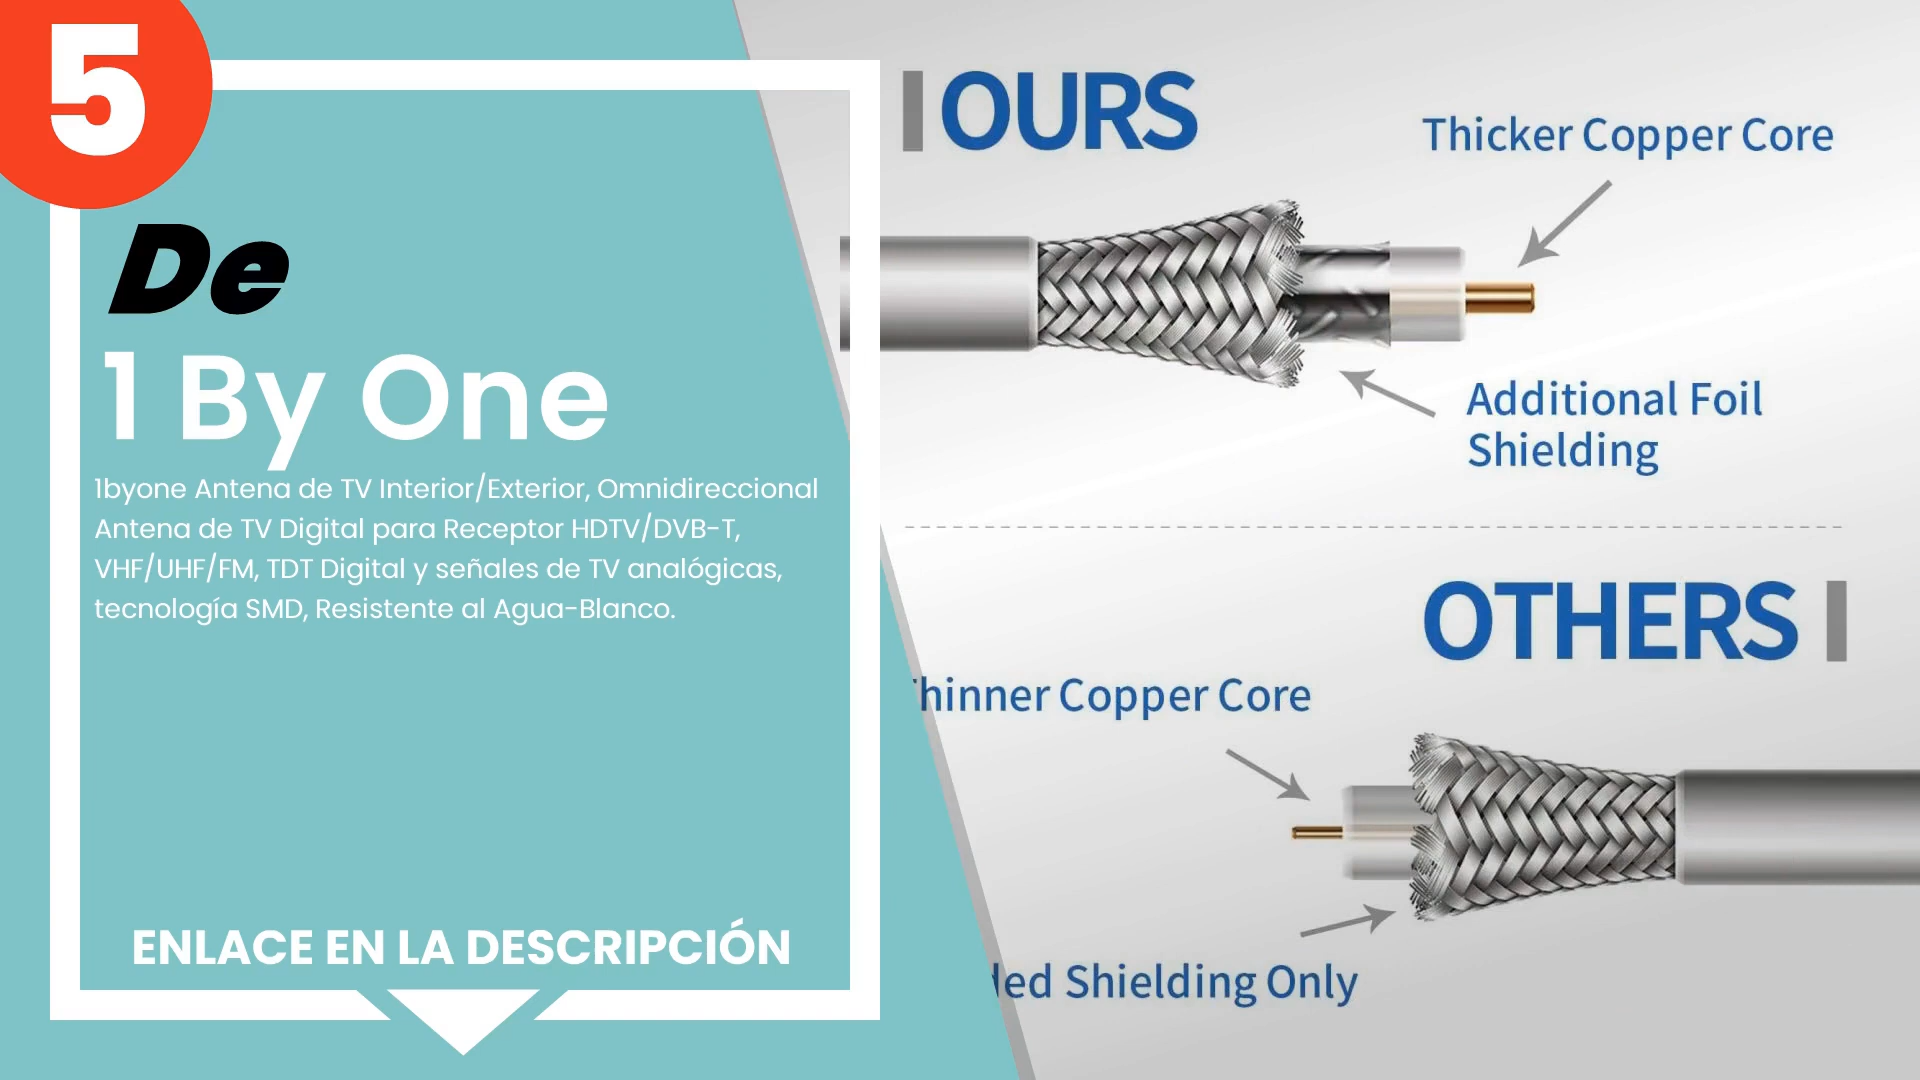 5
De
1 By One
1byone Antena de TV Interior/Exterior, Omnidireccional
Antena de TV Digital para Receptor HDTV/DVB-T,
VHF/UHF/FM, TDT Digital y señales de TV analógicas,
tecnología SMD, Resistente al Agua-Blanco.
ENLACE EN LA DESCRIPCIÓN
OURS
Thicker Copper Core
Additional Foil
Shielding
OTHERS
hinner Copper Core
ded Shielding Only